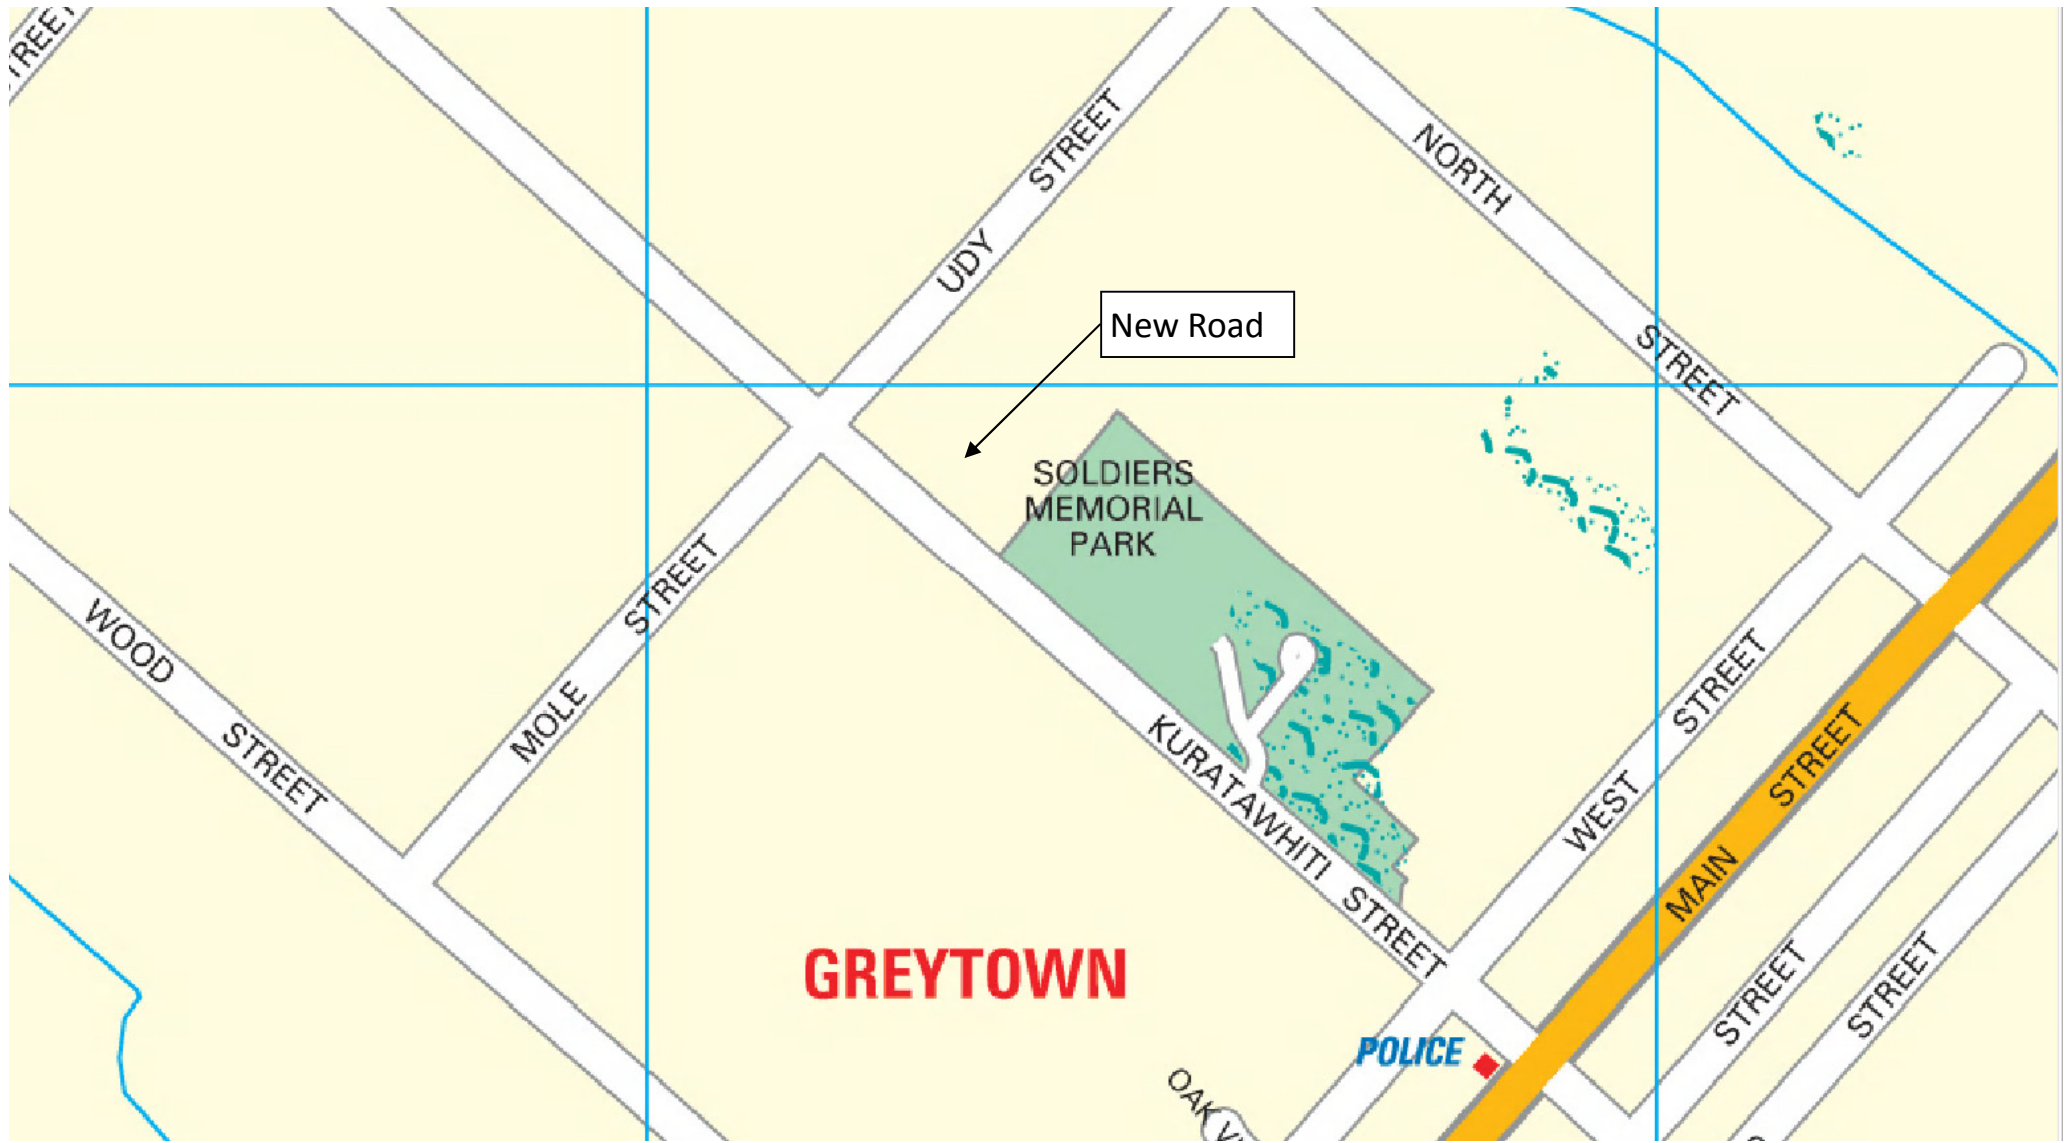 STREET
UDY STREET
NORTH STREET
New Road
SOLDIERS
MEMORIAL
PARK
WOOD STREET
MOLE STREET
KURATAWHITI STREET
WEST STREET
MAIN STREET
GREYTOWN
POLICE
STREET
STREET
OAK